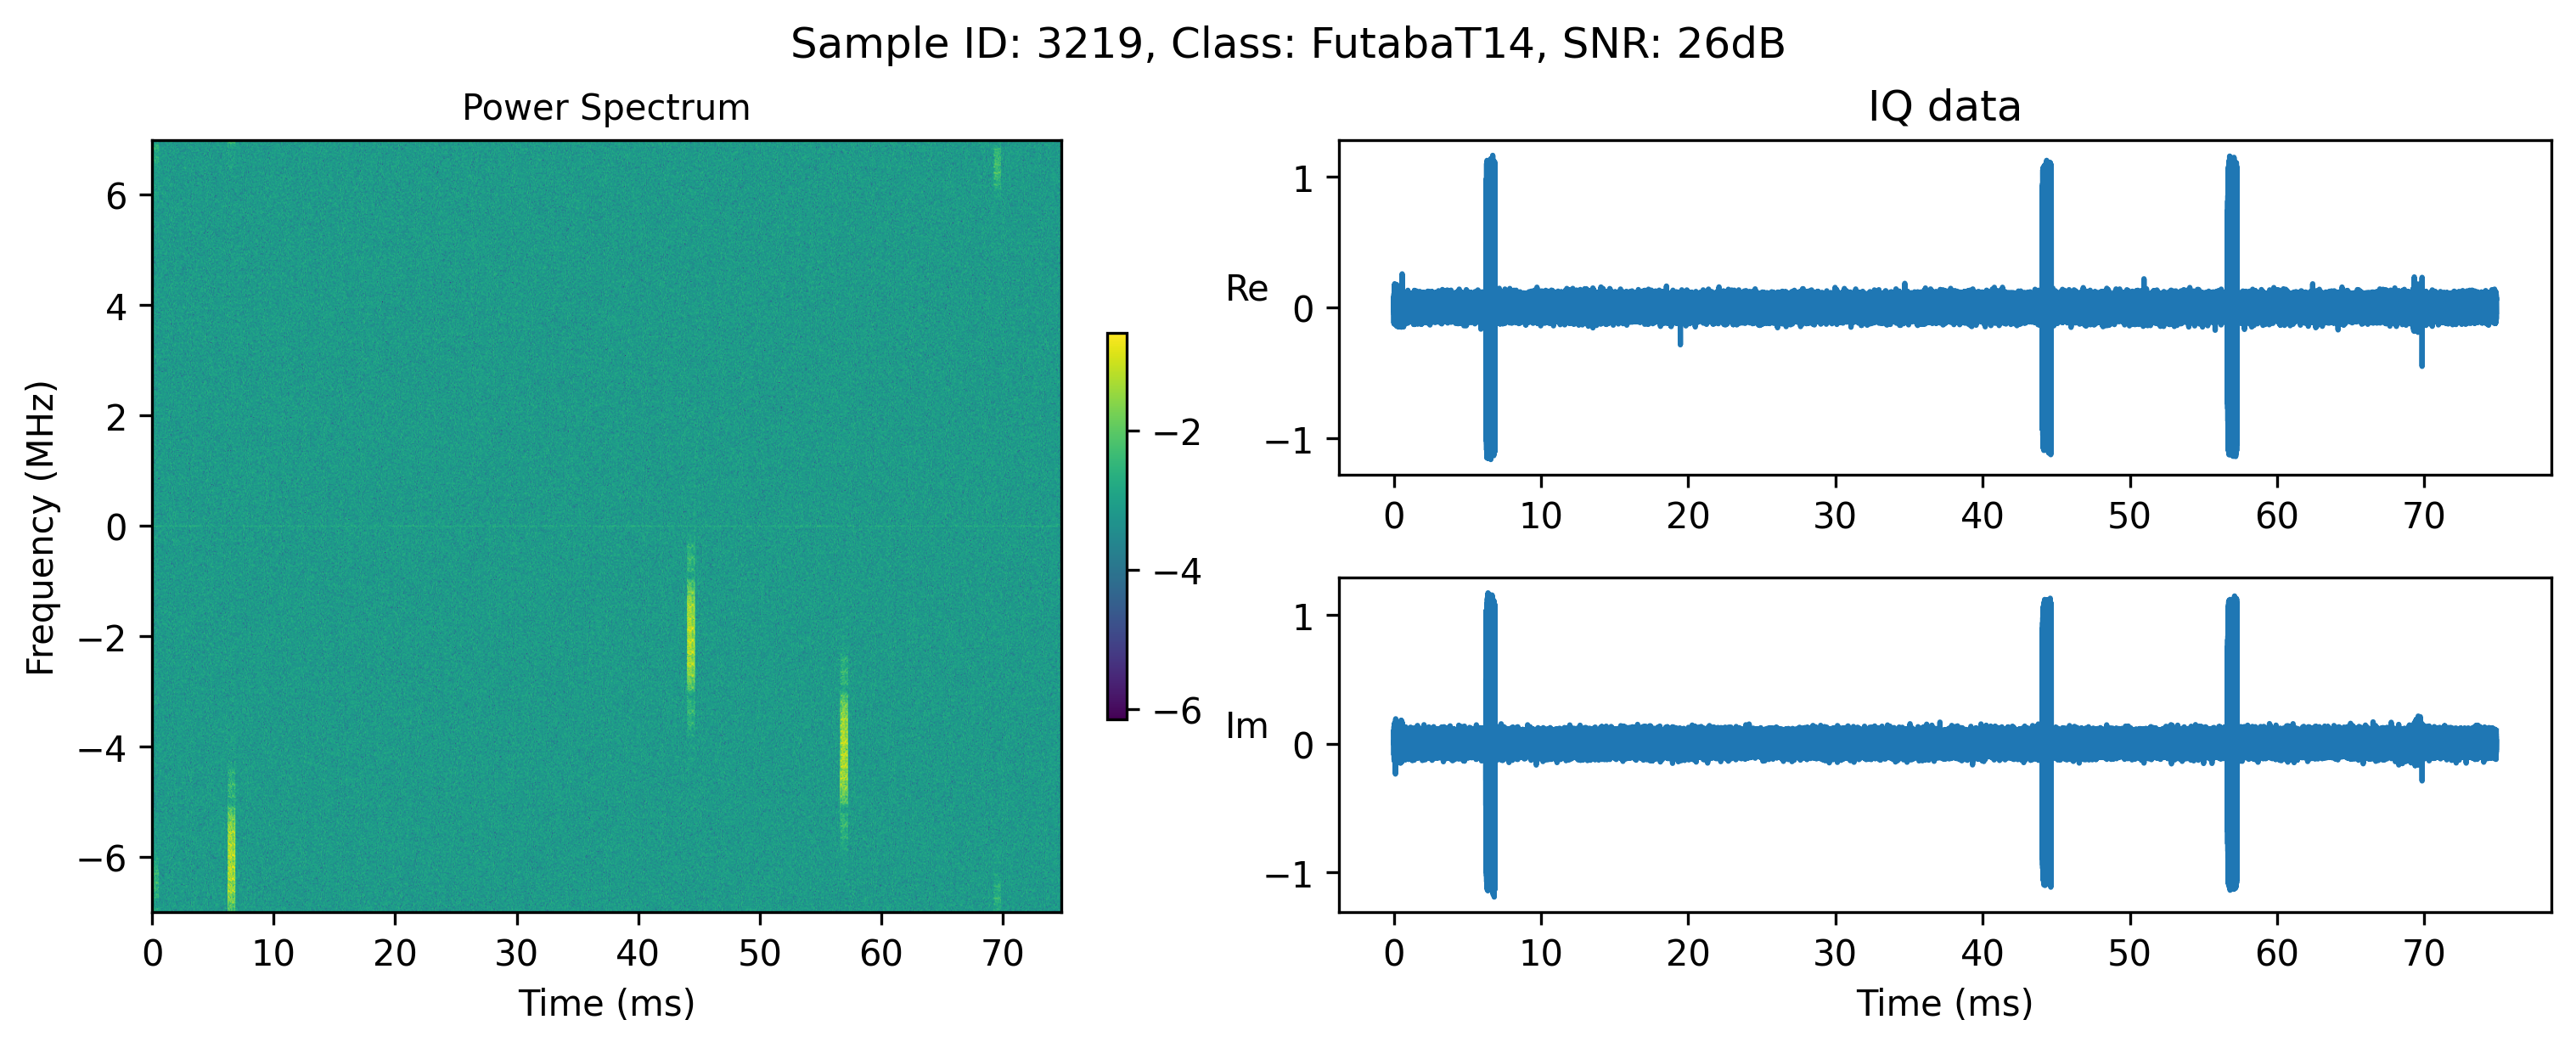 Sample ID: 3219, Class: FutabaT14, SNR: 26dB
Power Spectrum
Frequency (MHz)
6
4
2
0
−2
−4
−6
0 10 20 30 40 50 60 70
Time (ms)
−2
−4
−6
IQ data
Re
1
0
−1
0 10 20 30 40 50 60 70
Im
1
0
−1
0 10 20 30 40 50 60 70
Time (ms)